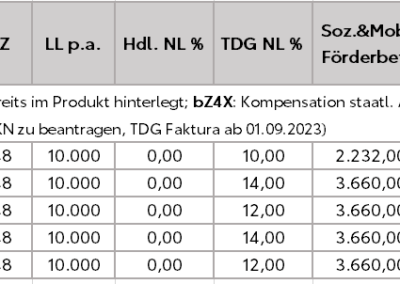 Z LL p.a. Hdl. NL % TDG NL % Soz.&Mob
Förderbe
reits im Produkt hinterlegt; bZ4X: Kompensation staatl.
KN zu beantragen, TDG Faktura ab 01.09.2023)
8 10.000 0,00 10,00 2.232,00
8 10.000 0,00 14,00 3.660,00
8 10.000 0,00 12,00 3.660,00
8 10.000 0,00 14,00 3.660,00
8 10.000 0,00 12,00 3.660,00